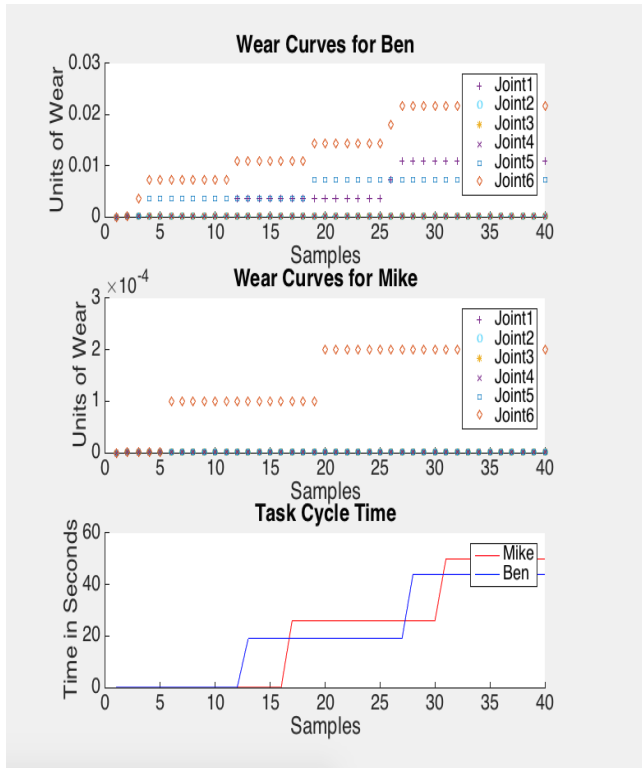 Wear Curves for Ben
Units of Wear
0.03
0.02
0.01
0
Joint1
Joint2
Joint3
Joint4
Joint5
Joint6
0 5 10 15 20 25 30 35 40
Samples
Wear Curves for Mike
×10⁻⁴
Units of Wear
3
2
1
0
Joint1
Joint2
Joint3
Joint4
Joint5
Joint6
0 5 10 15 20 25 30 35 40
Samples
Task Cycle Time
Time in Seconds
60
40
20
0
Mike
Ben
0 5 10 15 20 25 30 35 40
Samples